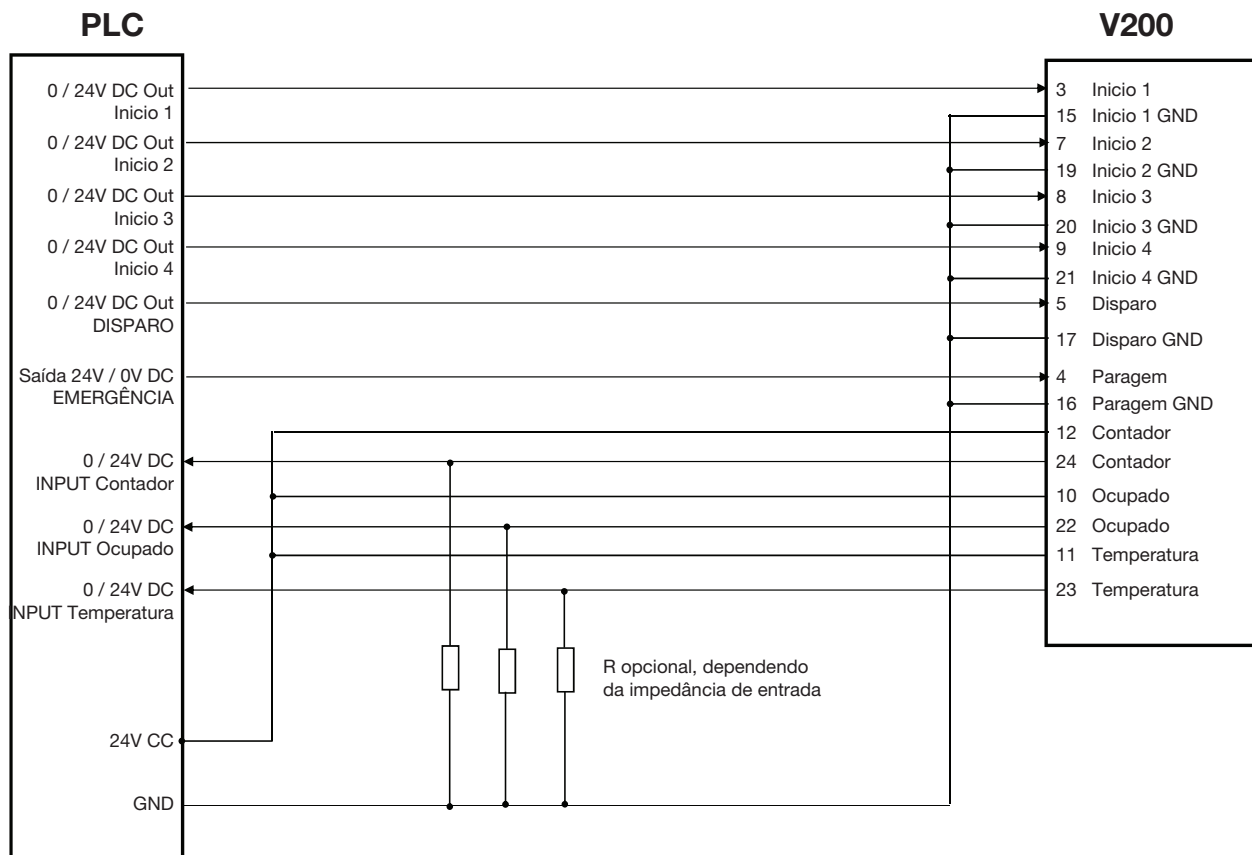 PLC
V200
0 / 24V DC Out
Inicio 1
0 / 24V DC Out
Inicio 2
0 / 24V DC Out
Inicio 3
0 / 24V DC Out
Inicio 4
0 / 24V DC Out
DISPARO
Saída 24V / 0V DC
EMERGÊNCIA
0 / 24V DC
INPUT Contador
0 / 24V DC
INPUT Ocupado
0 / 24V DC
INPUT Temperatura
24V CC
GND
3 Inicio 1
15 Inicio 1 GND
7 Inicio 2
19 Inicio 2 GND
8 Inicio 3
20 Inicio 3 GND
9 Inicio 4
21 Inicio 4 GND
5 Disparo
17 Disparo GND
4 Paragem
16 Paragem GND
12 Contador
24 Contador
10 Ocupado
22 Ocupado
11 Temperatura
23 Temperatura
R opcional, dependendo
da impedância de entrada